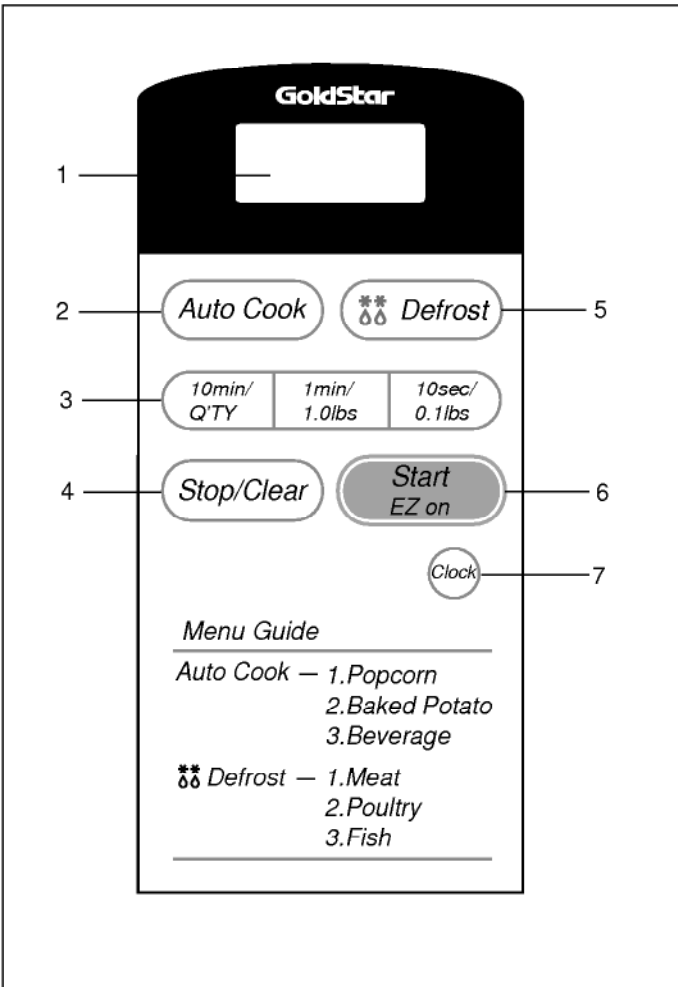 GoldStar
1
2 Auto Cook Defrost 5
3 10min/ 1min/ 10sec/
Q'TY 1.0lbs 0.1lbs
4 Stop/Clear Start 6
EZ on
Clock 7
Menu Guide
Auto Cook – 1.Popcorn
2.Baked Potato
3.Beverage
Defrost – 1.Meat
2.Poultry
3.Fish